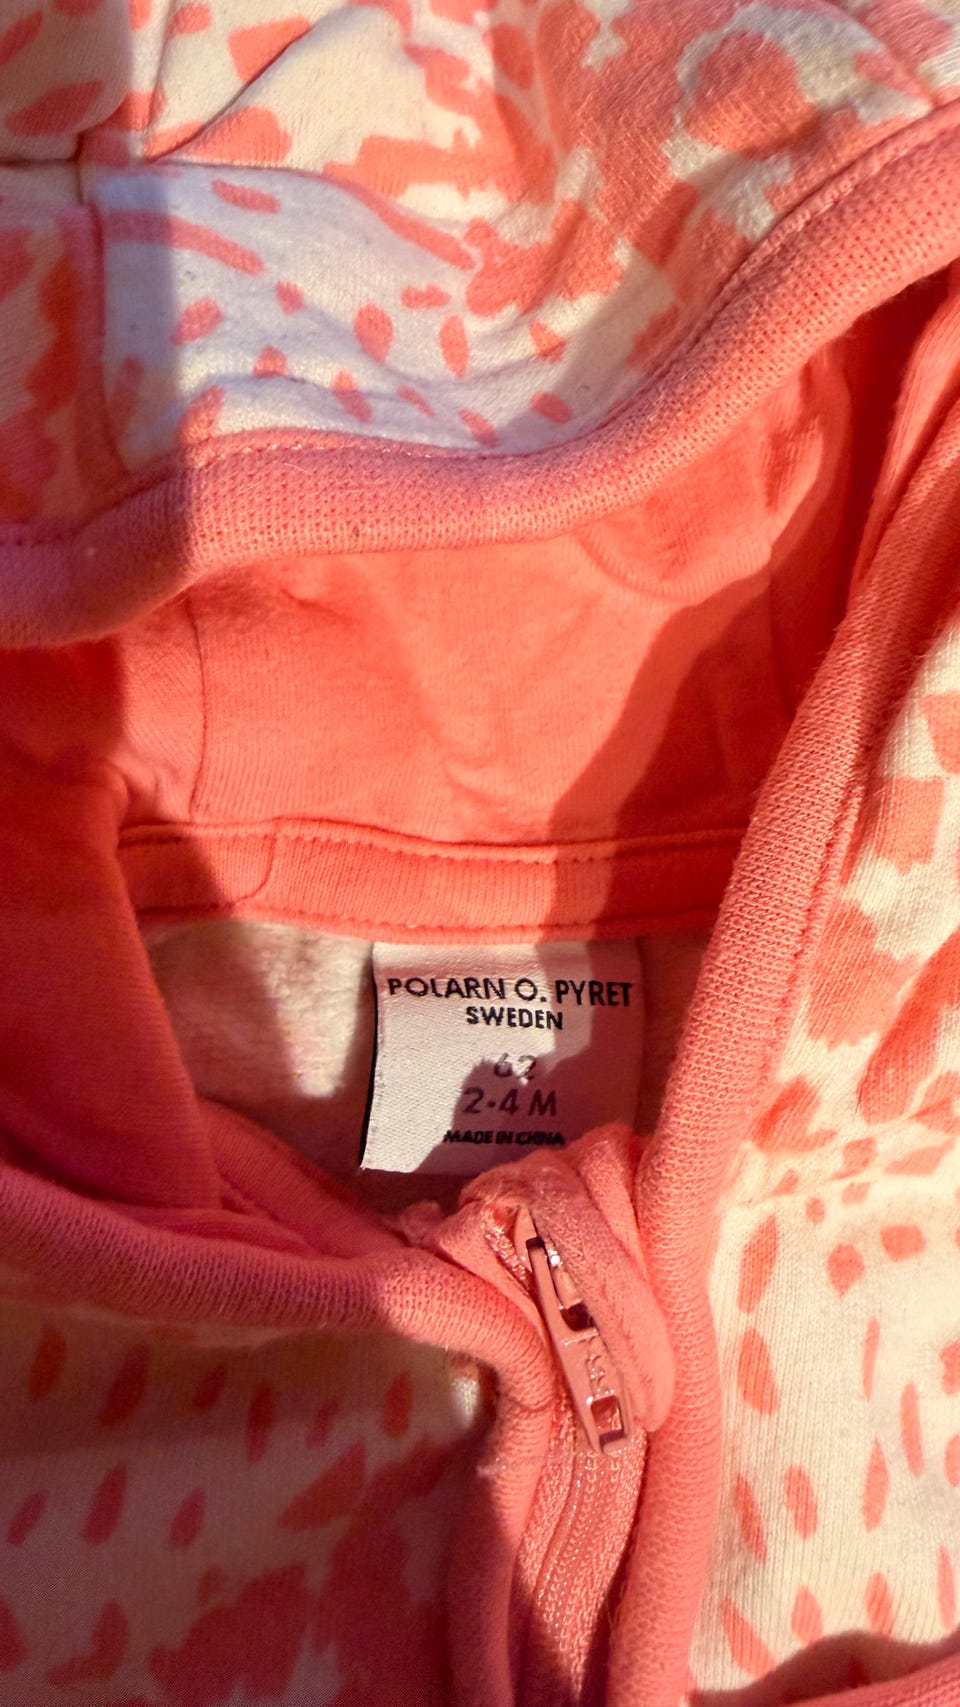 POLARN O. PYRET
SWEDEN
62
2-4 M
MADE IN CHINA